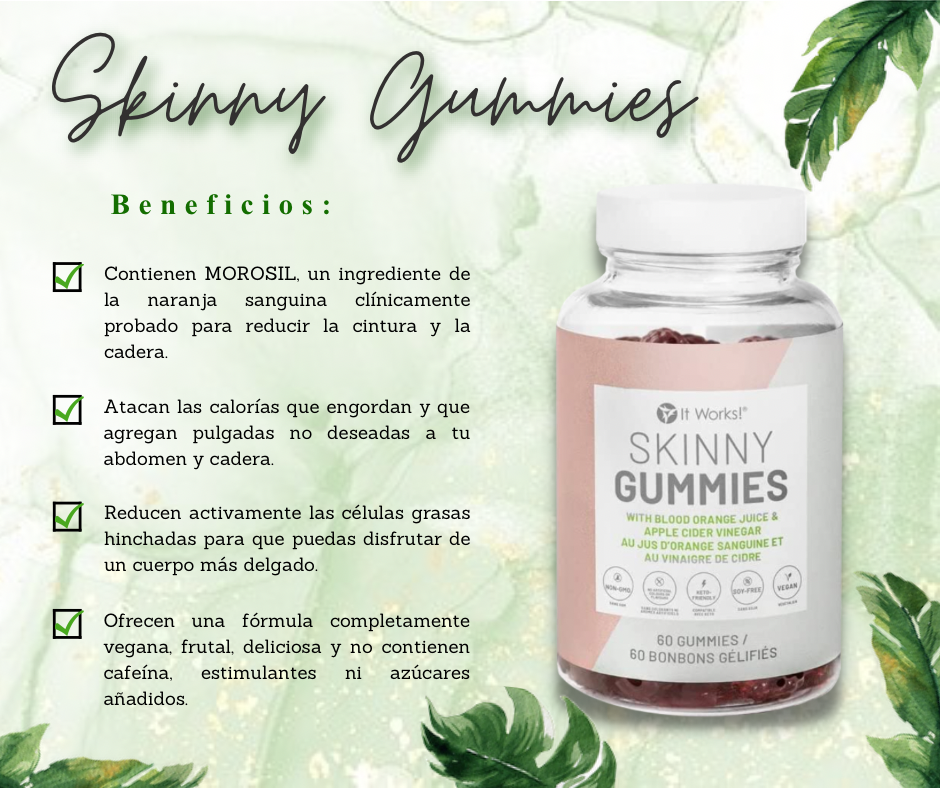 Skinny Gummies
Beneficios:
Contienen MOROSIL, un ingrediente de
la naranja sanguina clínicamente
probado para reducir la cintura y la
cadera.
Atacan las calorías que engordan y que
agregan pulgadas no deseadas a tu
abdomen y cadera.
Reducen activamente las células grasas
hinchadas para que puedas disfrutar de
un cuerpo más delgado.
Ofrecen una fórmula completamente
vegana, frutal, deliciosa y no contienen
cafeína, estimulantes ni azúcares
añadidos.
It Works!®
SKINNY
GUMMIES
WITH BLOOD ORANGE JUICE &
APPLE CIDER VINEGAR
AU JUS D'ORANGE SANGUINE ET
AU VINAIGRE DE CIDRE
NON-GMO
KETO-
FRIENDLY
SOY-FREE
VEGAN
60 GUMMIES /
60 BONBONS GÉLIFIÉS